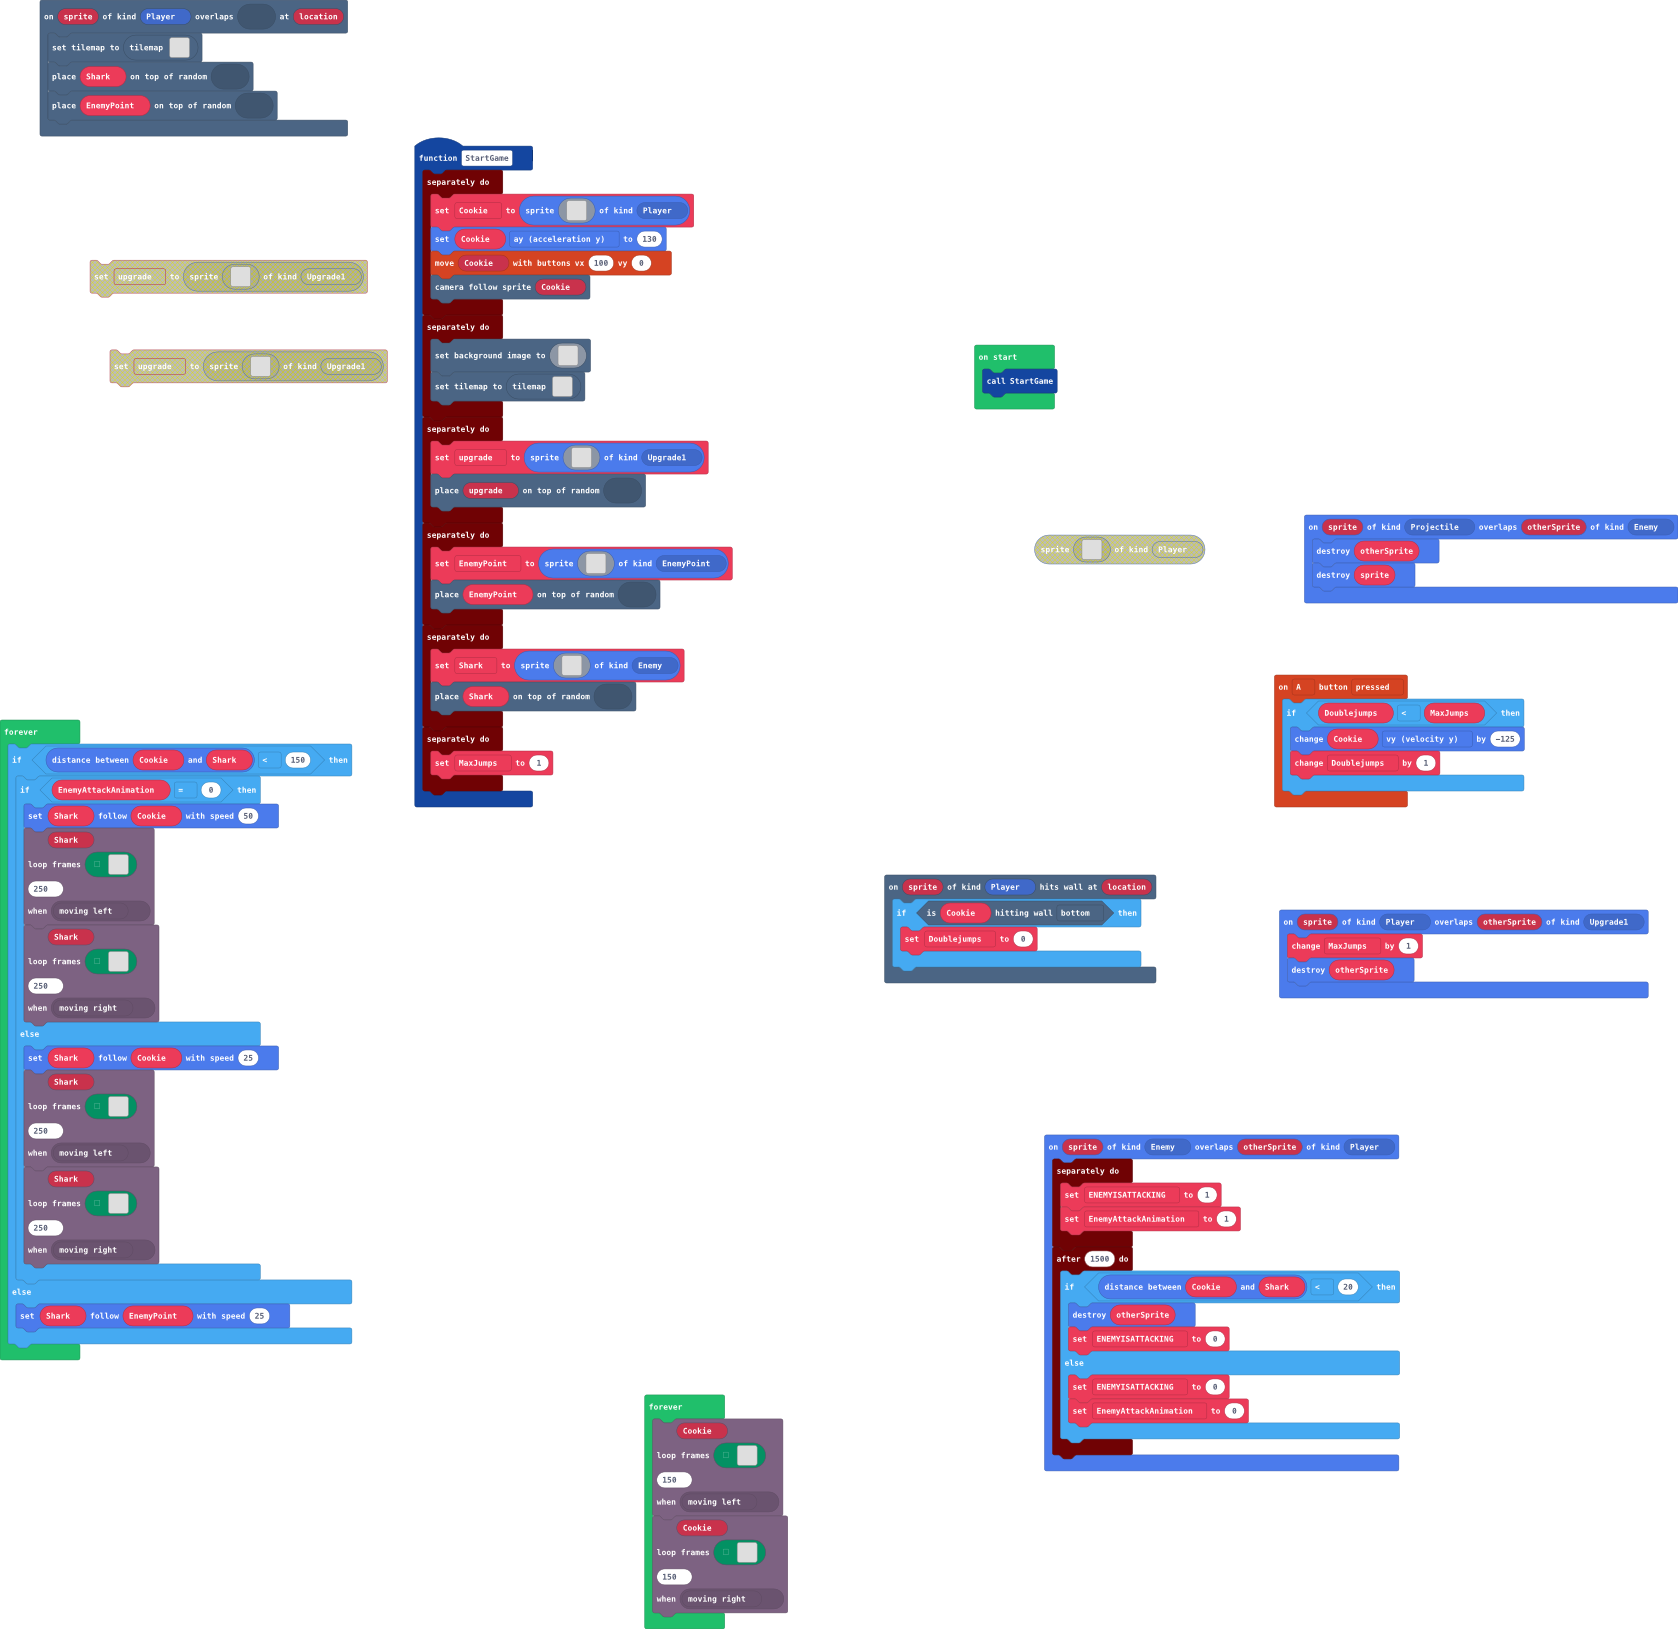 on sprite of kind Player overlaps at location
set tilemap to tilemap
place Shark on top of random
place EnemyPoint on top of random
function StartGame
separately do
set Cookie to sprite of kind Player
set Cookie ay (acceleration y) to 130
move Cookie with buttons vx 100 vy 0
camera follow sprite Cookie
separately do
set background image to
set tilemap to tilemap
separately do
set upgrade to sprite of kind Upgrade1
place upgrade on top of random
separately do
set EnemyPoint to sprite of kind EnemyPoint
place EnemyPoint on top of random
separately do
set Shark to sprite of kind Enemy
place Shark on top of random
separately do
set MaxJumps to 1
set upgrade to sprite of kind Upgrade1
set upgrade to sprite of kind Upgrade1
on start
call StartGame
sprite of kind Player
on sprite of kind Projectile overlaps otherSprite of kind Enemy
destroy otherSprite
destroy sprite
on A button pressed
if Doublejumps < MaxJumps then
change Cookie vy (velocity y) by -125
change Doublejumps by 1
forever
if distance between Cookie and Shark < 150 then
if EnemyAttackAnimation = 0 then
set Shark follow Cookie with speed 50
Shark
loop frames
250
when moving left
Shark
loop frames
250
when moving right
else
set Shark follow Cookie with speed 25
Shark
loop frames
250
when moving left
Shark
loop frames
250
when moving right
else
set Shark follow EnemyPoint with speed 25
on sprite of kind Player hits wall at location
if is Cookie hitting wall bottom then
set Doublejumps to 0
on sprite of kind Player overlaps otherSprite of kind Upgrade1
change MaxJumps by 1
destroy otherSprite
on sprite of kind Enemy overlaps otherSprite of kind Player
separately do
set ENEMYISATTACKING to 1
set EnemyAttackAnimation to 1
after 1500 do
if distance between Cookie and Shark < 20 then
destroy otherSprite
set ENEMYISATTACKING to 0
else
set ENEMYISATTACKING to 0
set EnemyAttackAnimation to 0
forever
Cookie
loop frames
150
when moving left
Cookie
loop frames
150
when moving right